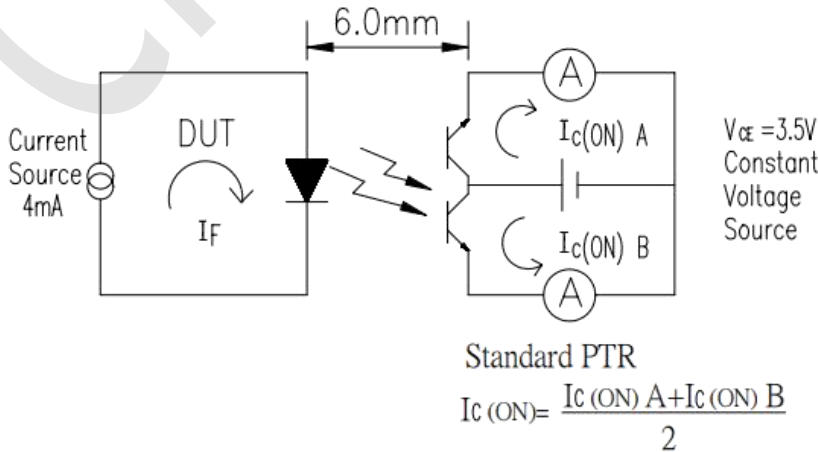 6.0mm
A
Current
Source
4mA
DUT
IF
Ic(ON) A
VCE =3.5V
Constant
Voltage
Source
Ic(ON) B
A
Standard PTR
Ic (ON)= Ic (ON) A+Ic (ON) B
2